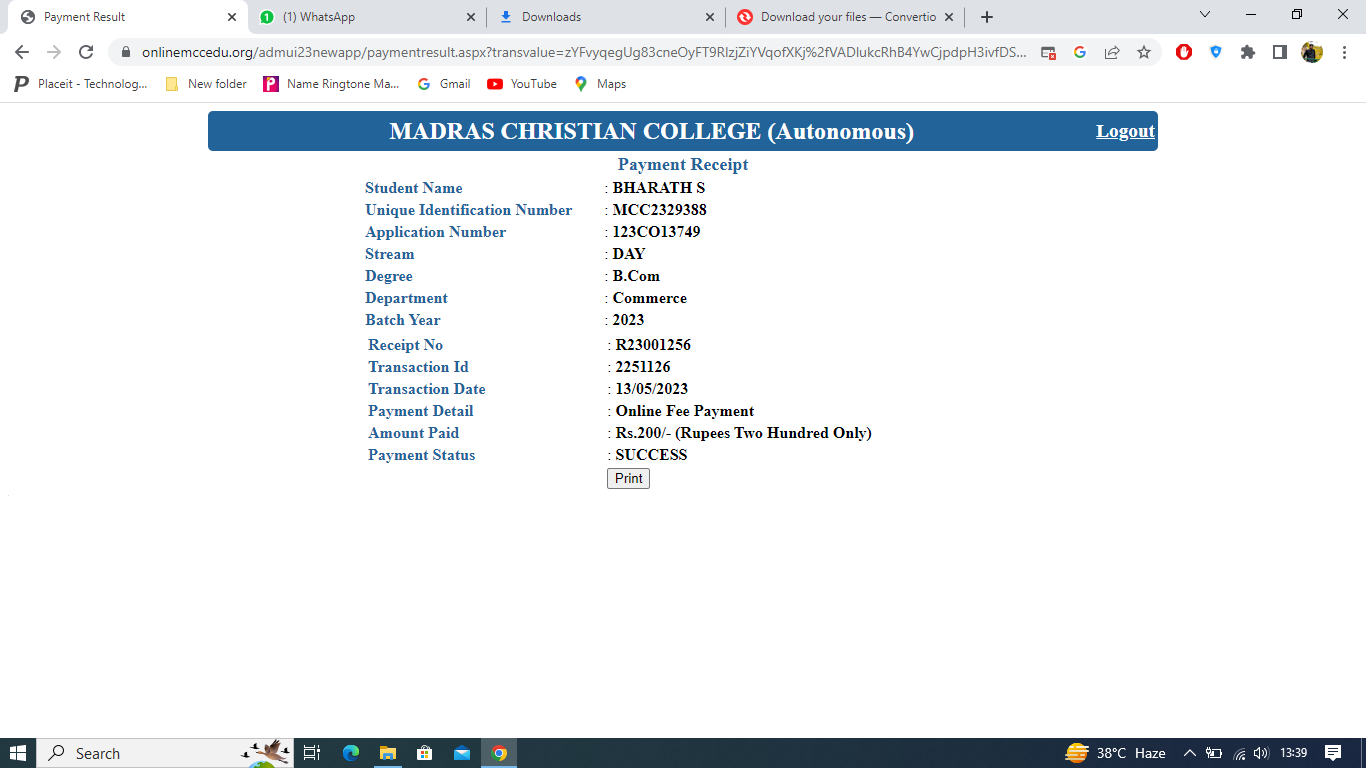 Payment Result
(1) WhatsApp
Downloads
Download your files — Convertio
onlinemccedu.org/admui23newapp/paymentresult.aspx?transvalue=zYFvyqegUg83cneOyFT9RIzjZiYVqofXKj%2fVADlukcRhB4YwCjpdpH3ivfDS...
Placeit - Technolog...
New folder
Name Ringtone Ma...
Gmail
YouTube
Maps
MADRAS CHRISTIAN COLLEGE (Autonomous)
Logout
Payment Receipt
Student Name : BHARATH S
Unique Identification Number : MCC2329388
Application Number : 123CO13749
Stream : DAY
Degree : B.Com
Department : Commerce
Batch Year : 2023
Receipt No : R23001256
Transaction Id : 2251126
Transaction Date : 13/05/2023
Payment Detail : Online Fee Payment
Amount Paid : Rs.200/- (Rupees Two Hundred Only)
Payment Status : SUCCESS
Print
Search
38°C Haze
13:39